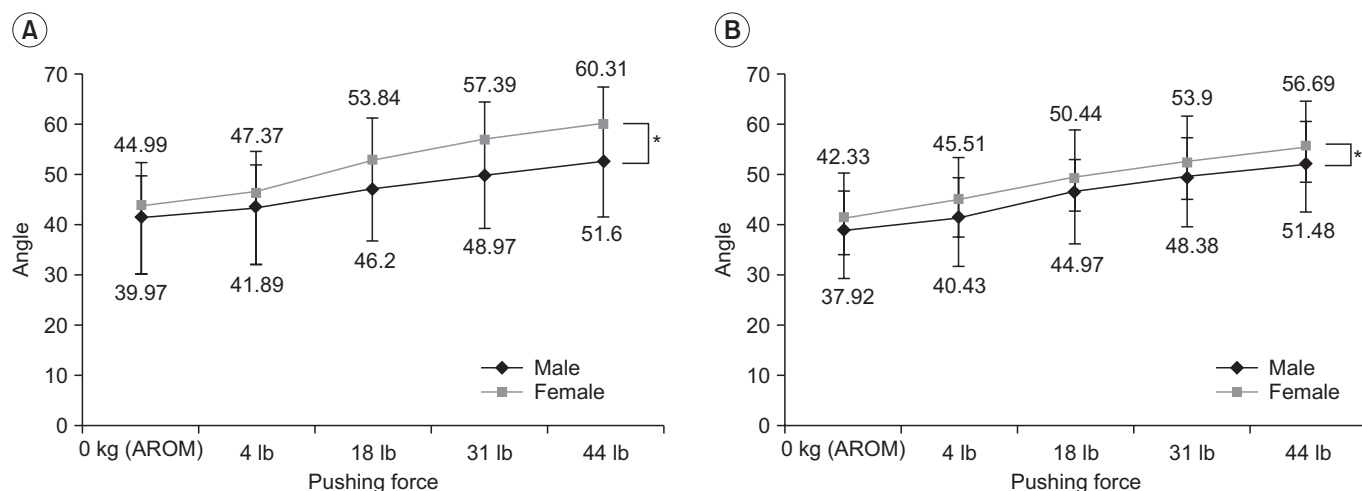 A
70
60
50
40
30
20
10
0
Angle
44.99
47.37
53.84
57.39
60.31
39.97
41.89
46.2
48.97
51.6
*
Male
Female
0 kg (AROM)
4 lb
18 lb
31 lb
44 lb
Pushing force
B
70
60
50
40
30
20
10
0
Angle
42.33
45.51
50.44
53.9
56.69
37.92
40.43
44.97
48.38
51.48
*
Male
Female
0 kg (AROM)
4 lb
18 lb
31 lb
44 lb
Pushing force